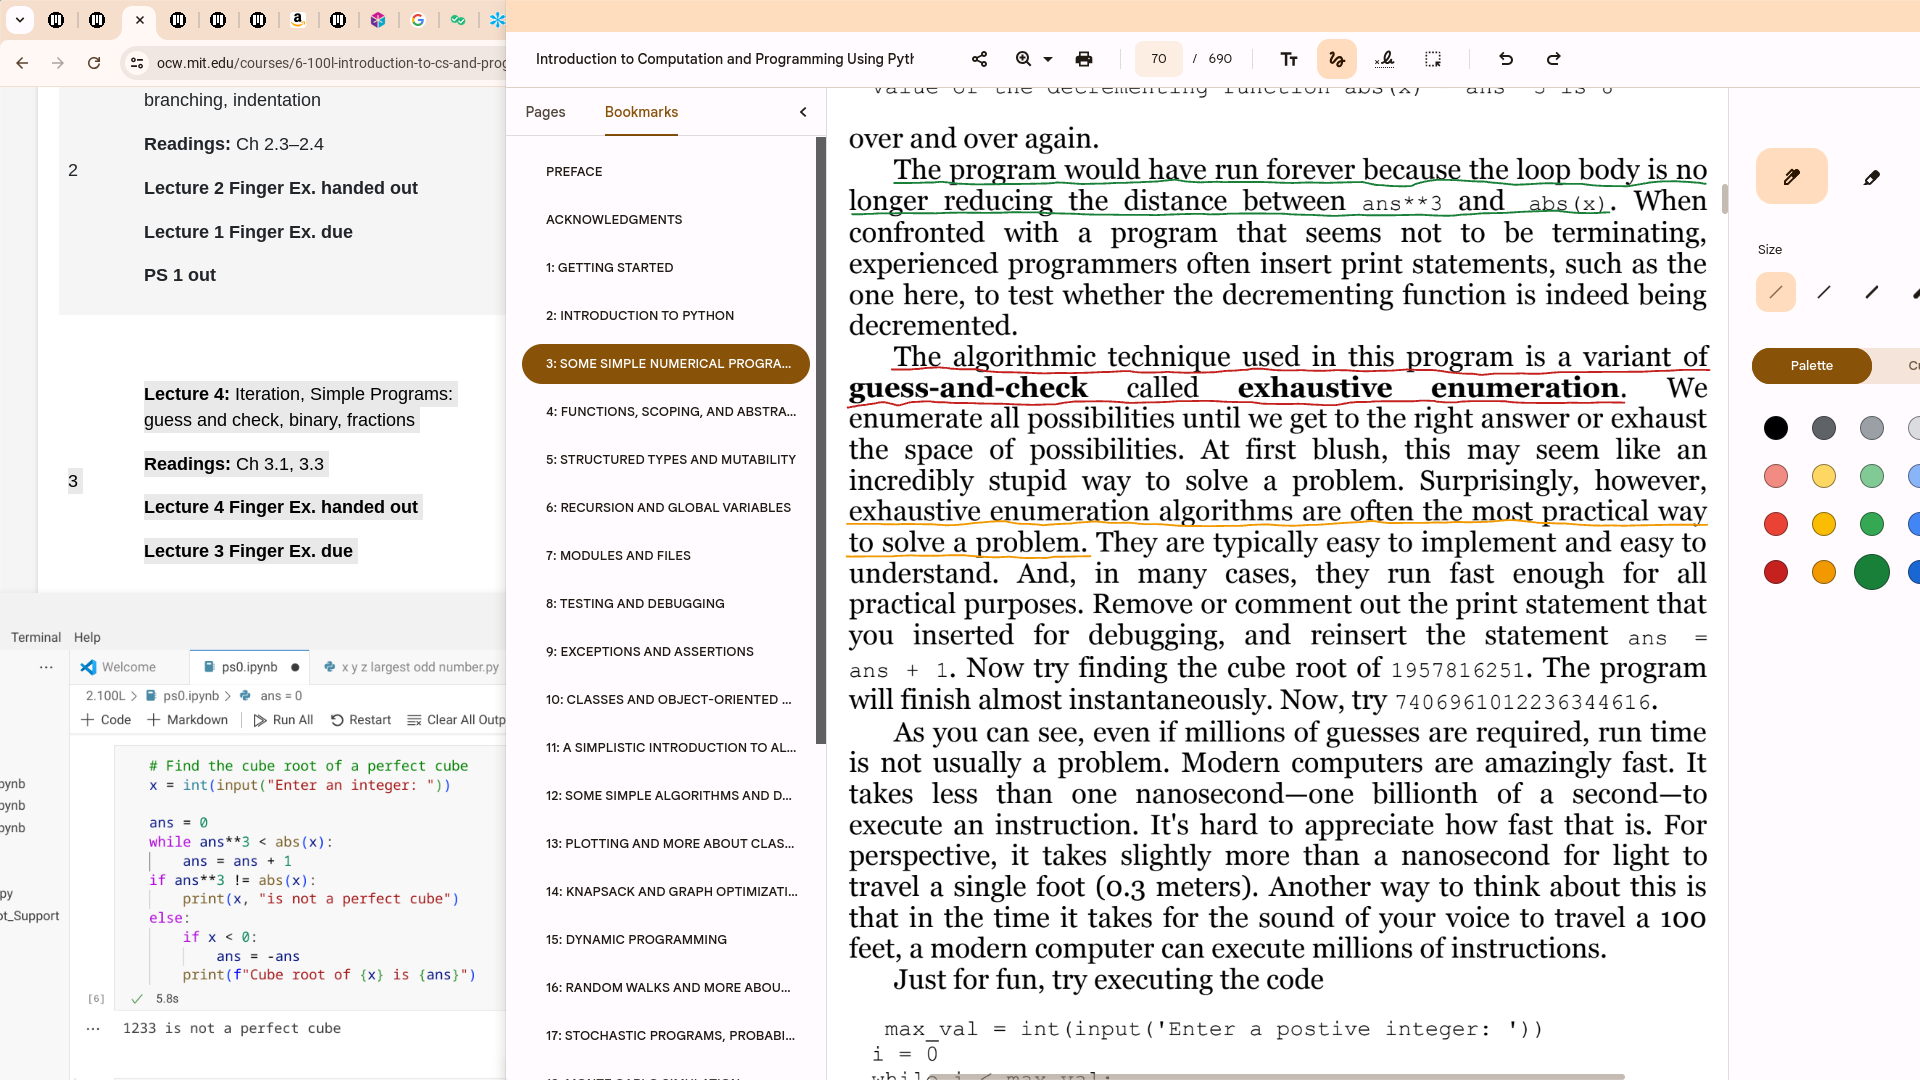 ocw.mit.edu/courses/6-100l-introduction-to-cs-and-prog
branching, indentation
Readings: Ch 2.3–2.4
2
Lecture 2 Finger Ex. handed out
Lecture 1 Finger Ex. due
PS 1 out
Lecture 4: Iteration, Simple Programs:
guess and check, binary, fractions
Readings: Ch 3.1, 3.3
3
Lecture 4 Finger Ex. handed out
Lecture 3 Finger Ex. due
Terminal Help
Welcome ps0.ipynb x y z largest odd number.py
2.100L > ps0.ipynb > ans = 0
+ Code + Markdown Run All Restart Clear All Outp
pynb
pynb
pynb
py
ot_Support
# Find the cube root of a perfect cube
x = int(input("Enter an integer: "))
ans = 0
while ans**3 < abs(x):
ans = ans + 1
if ans**3 != abs(x):
print(x, "is not a perfect cube")
else:
if x < 0:
ans = -ans
print(f"Cube root of {x} is {ans}")
[6] 5.8s
1233 is not a perfect cube
Introduction to Computation and Programming Using Pyth
70 / 690
Pages Bookmarks
PREFACE
ACKNOWLEDGMENTS
1: GETTING STARTED
2: INTRODUCTION TO PYTHON
3: SOME SIMPLE NUMERICAL PROGRA...
4: FUNCTIONS, SCOPING, AND ABSTRA...
5: STRUCTURED TYPES AND MUTABILITY
6: RECURSION AND GLOBAL VARIABLES
7: MODULES AND FILES
8: TESTING AND DEBUGGING
9: EXCEPTIONS AND ASSERTIONS
10: CLASSES AND OBJECT-ORIENTED ...
11: A SIMPLISTIC INTRODUCTION TO AL...
12: SOME SIMPLE ALGORITHMS AND D...
13: PLOTTING AND MORE ABOUT CLAS...
14: KNAPSACK AND GRAPH OPTIMIZATI...
15: DYNAMIC PROGRAMMING
16: RANDOM WALKS AND MORE ABOU...
17: STOCHASTIC PROGRAMS, PROBABI...
value of the decrementing function abs(x)
over and over again.
The program would have run forever because the loop body is no
longer reducing the distance between ans**3 and abs(x). When
confronted with a program that seems not to be terminating,
experienced programmers often insert print statements, such as the
one here, to test whether the decrementing function is indeed being
decremented.
The algorithmic technique used in this program is a variant of
guess-and-check called exhaustive enumeration. We
enumerate all possibilities until we get to the right answer or exhaust
the space of possibilities. At first blush, this may seem like an
incredibly stupid way to solve a problem. Surprisingly, however,
exhaustive enumeration algorithms are often the most practical way
to solve a problem. They are typically easy to implement and easy to
understand. And, in many cases, they run fast enough for all
practical purposes. Remove or comment out the print statement that
you inserted for debugging, and reinsert the statement ans =
ans + 1. Now try finding the cube root of 1957816251. The program
will finish almost instantaneously. Now, try 7406961012236344616.
As you can see, even if millions of guesses are required, run time
is not usually a problem. Modern computers are amazingly fast. It
takes less than one nanosecond—one billionth of a second—to
execute an instruction. It's hard to appreciate how fast that is. For
perspective, it takes slightly more than a nanosecond for light to
travel a single foot (0.3 meters). Another way to think about this is
that in the time it takes for the sound of your voice to travel a 100
feet, a modern computer can execute millions of instructions.
Just for fun, try executing the code
max_val = int(input('Enter a postive integer: '))
i = 0
while i < max_val:
Size
Palette Cu